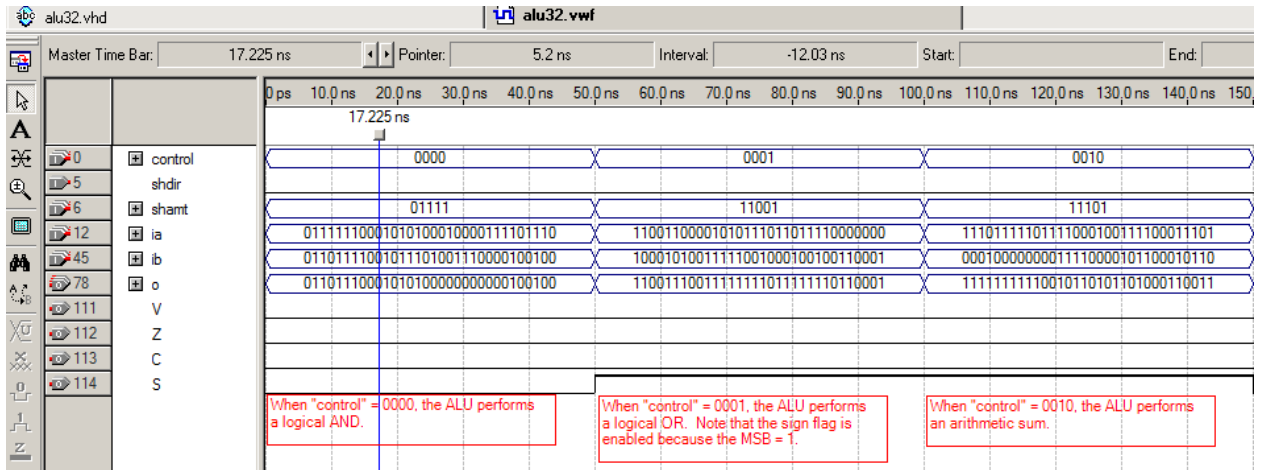 alu32.vhd alu32.vwf
Master Time Bar: 17.225 ns Pointer: 5.2 ns Interval: -12.03 ns Start: End:
0 ps 10.0 ns 20.0 ns 30.0 ns 40.0 ns 50.0 ns 60.0 ns 70.0 ns 80.0 ns 90.0 ns 100.0 ns 110.0 ns 120.0 ns 130.0 ns 140.0 ns 150.
17.225 ns
0 control 0000 0001 0010
5 shdir
6 shamt 01111 11001 11101
12 ia 01111110001010100010000111101110 11001100001010111011011110000000 11101111101111000100111100011101
45 ib 01101111001011101001110000100100 10001010011111001000100100110001 00010000000011110000101100010110
78 o 01101110001010100000000000100100 11001110011111111011111110110001 11111111110010110101101000110011
111 V
112 Z
113 C
114 S
When "control" = 0000, the ALU performs
a logical AND.
When "control" = 0001, the ALU performs
a logical OR. Note that the sign flag is
enabled because the MSB = 1.
When "control" = 0010, the ALU performs
an arithmetic sum.